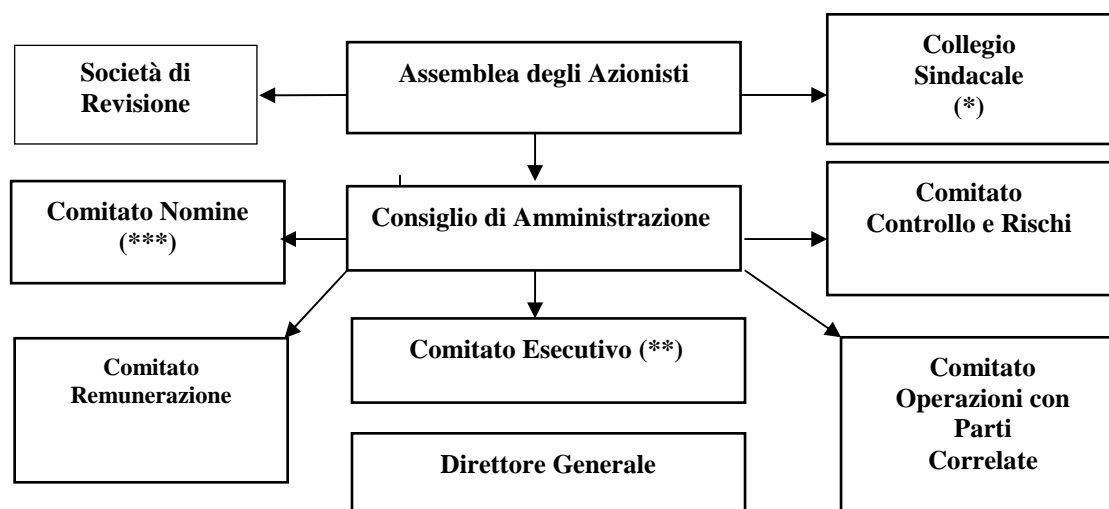 Società di
Revisione
Assemblea degli Azionisti
Collegio
Sindacale
(*)
Comitato Nomine
(***)
Consiglio di Amministrazione
Comitato
Controllo e Rischi
Comitato
Remunerazione
Comitato Esecutivo (**)
Comitato
Operazioni con
Parti
Correlate
Direttore Generale